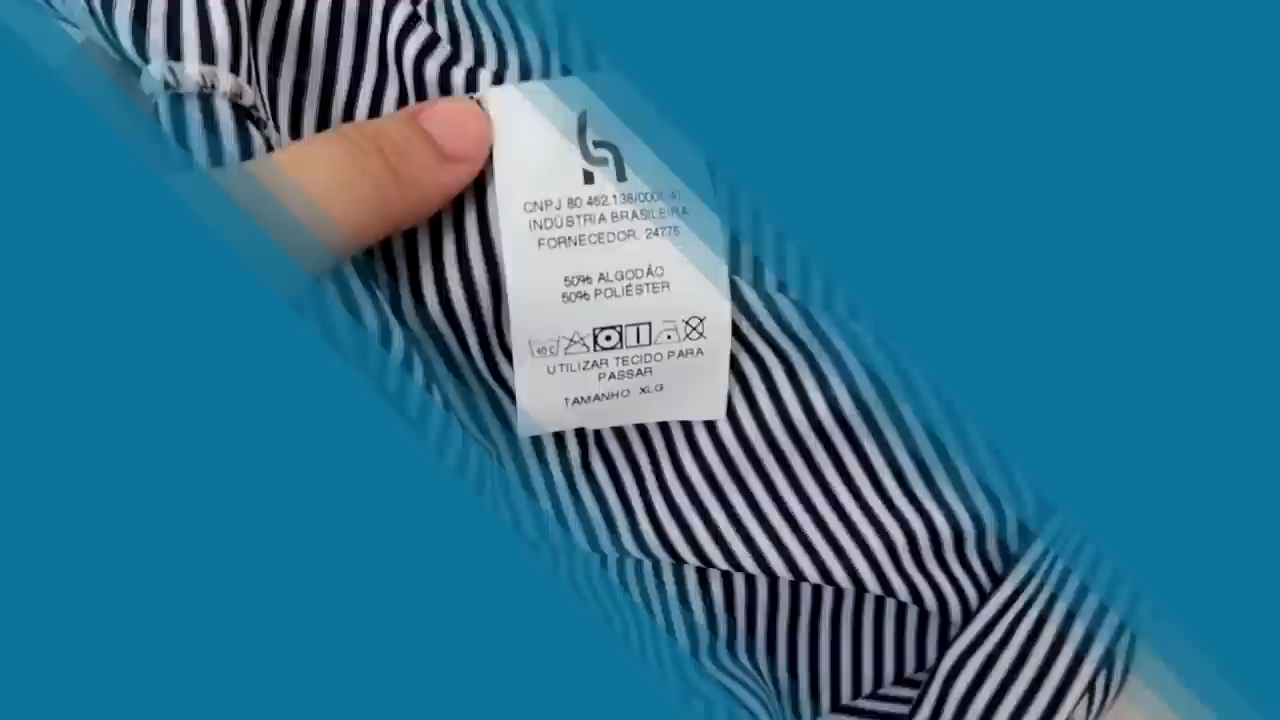 CNPJ 80.462.138/0001-41
INDÚSTRIA BRASILEIRA
FORNECEDOR. 24776
50% ALGODÃO
50% POLIÉSTER
40 C
UTILIZAR TECIDO PARA
PASSAR
TAMANHO XLG